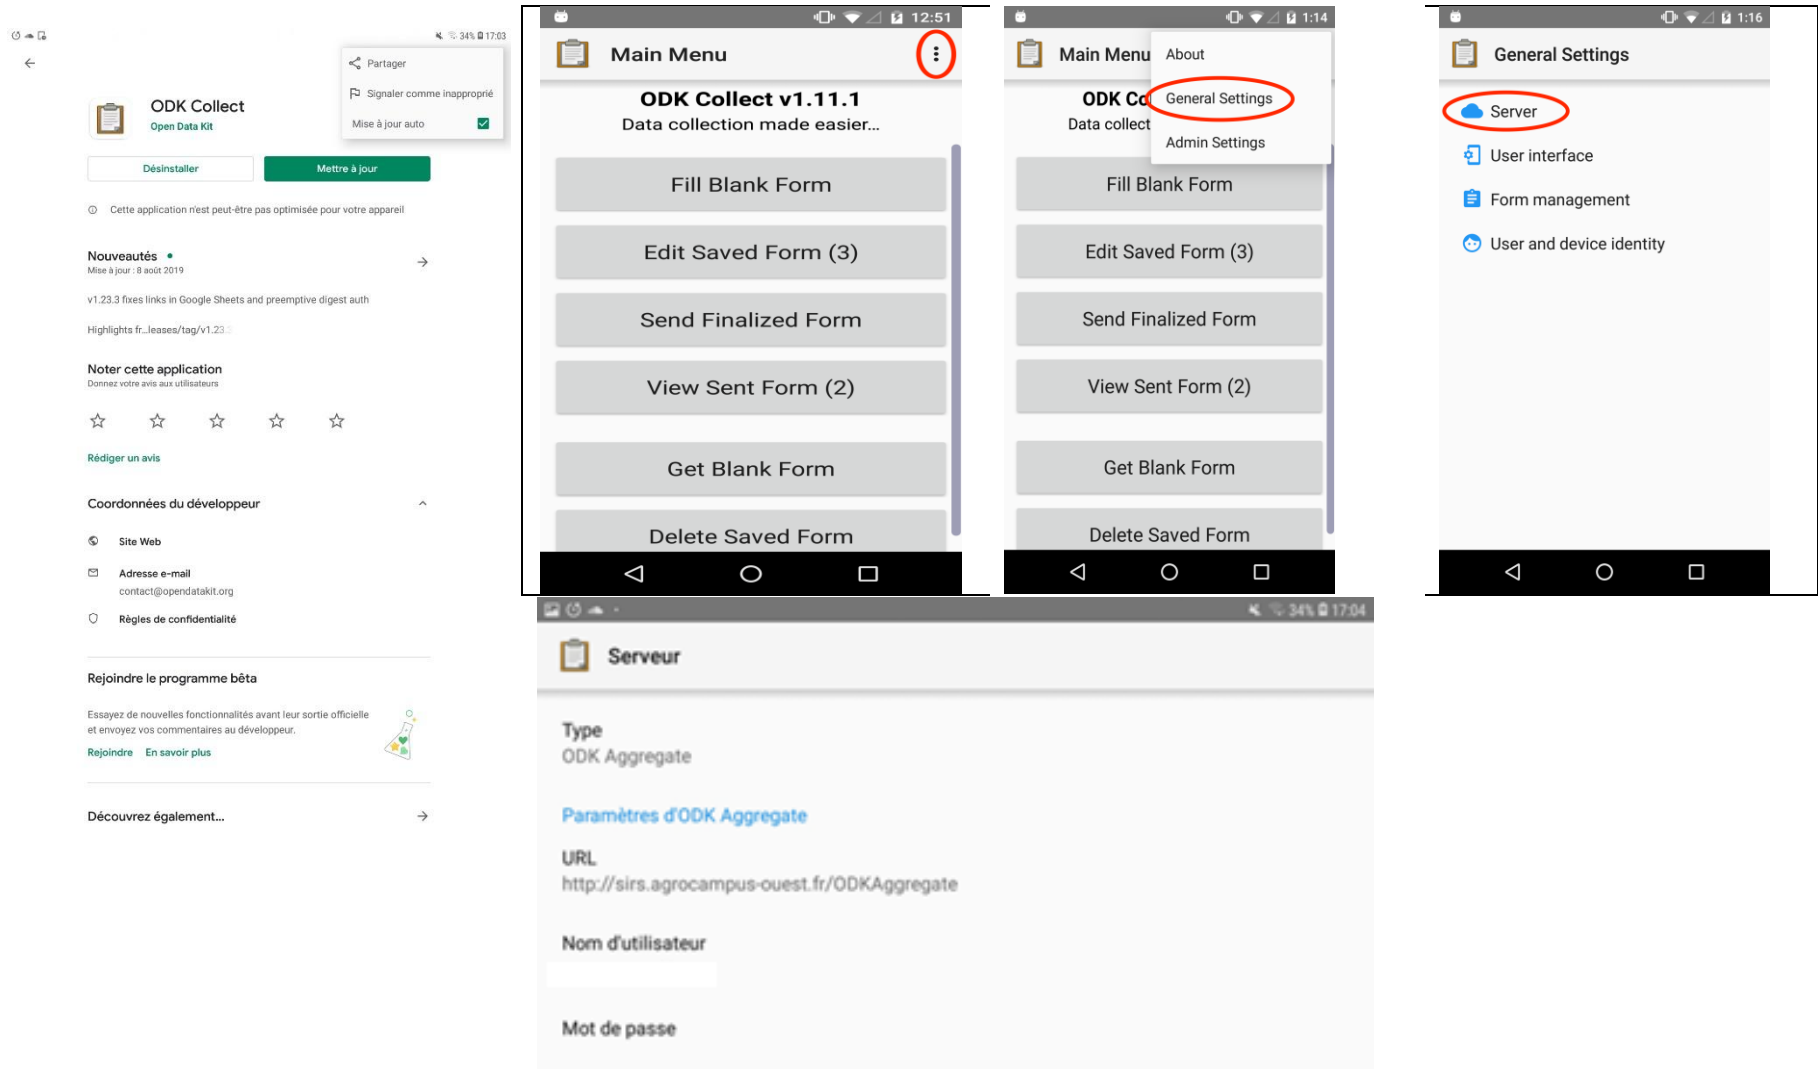 34% 17:03
Partager
Signaler comme inapproprié
Mise à jour auto
ODK Collect
Open Data Kit
Désinstaller
Mettre à jour
Cette application n'est peut-être pas optimisée pour votre appareil
Nouveautés
Mise à jour : 8 août 2019
v1.23.3 fixes links in Google Sheets and preemptive digest auth
Highlights fr...leases/tag/v1.23.
Noter cette application
Donnez votre avis aux utilisateurs
Rédiger un avis
Coordonnées du développeur
Site Web
Adresse e-mail
contact@opendatakit.org
Règles de confidentialité
Rejoindre le programme bêta
Essayez de nouvelles fonctionnalités avant leur sortie officielle
et envoyez vos commentaires au développeur.
Rejoindre En savoir plus
Découvrez également...
12:51
Main Menu
ODK Collect v1.11.1
Data collection made easier...
Fill Blank Form
Edit Saved Form (3)
Send Finalized Form
View Sent Form (2)
Get Blank Form
Delete Saved Form
1:14
Main Menu
About
General Settings
Admin Settings
ODK Co
Data collect
Fill Blank Form
Edit Saved Form (3)
Send Finalized Form
View Sent Form (2)
Get Blank Form
Delete Saved Form
1:16
General Settings
Server
User interface
Form management
User and device identity
34% 17:04
Serveur
Type
ODK Aggregate
Paramètres d'ODK Aggregate
URL
http://sirs.agrocampus-ouest.fr/ODKAggregate
Nom d'utilisateur
Mot de passe